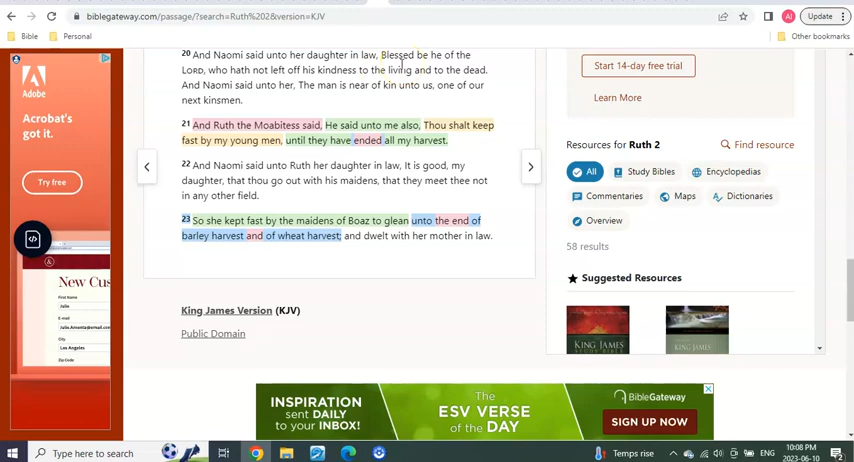 biblegateway.com/passage/?search=Ruth%202&version=KJV
AI
Update
Bible
Personal
Other bookmarks
20 And Naomi said unto her daughter in law, Blessed be he of the
LORD, who hath not left off his kindness to the living and to the dead.
And Naomi said unto her, The man is near of kin unto us, one of our
next kinsmen.
21 And Ruth the Moabitess said, He said unto me also, Thou shalt keep
fast by my young men, until they have ended all my harvest.
22 And Naomi said unto Ruth her daughter in law, It is good, my
daughter, that thou go out with his maidens, that they meet thee not
in any other field.
23 So she kept fast by the maidens of Boaz to glean unto the end of
barley harvest and of wheat harvest; and dwelt with her mother in law.
King James Version (KJV)
Public Domain
Adobe
Acrobat's
got it.
Try free
New Cus
First Name
Julie
E-mail
City
Los Angeles
Zip Code
Start 14-day free trial
Learn More
Resources for Ruth 2
Find resource
All
Study Bibles
Encyclopedias
Commentaries
Maps
Dictionaries
Overview
58 results
Suggested Resources
KING JAMES
KING JAMES
INSPIRATION
sent DAILY
to your INBOX!
The
ESV VERSE
of the DAY
BibleGateway
SIGN UP NOW
Type here to search
Temps rise
ENG
10:08 PM
2023-06-10
2